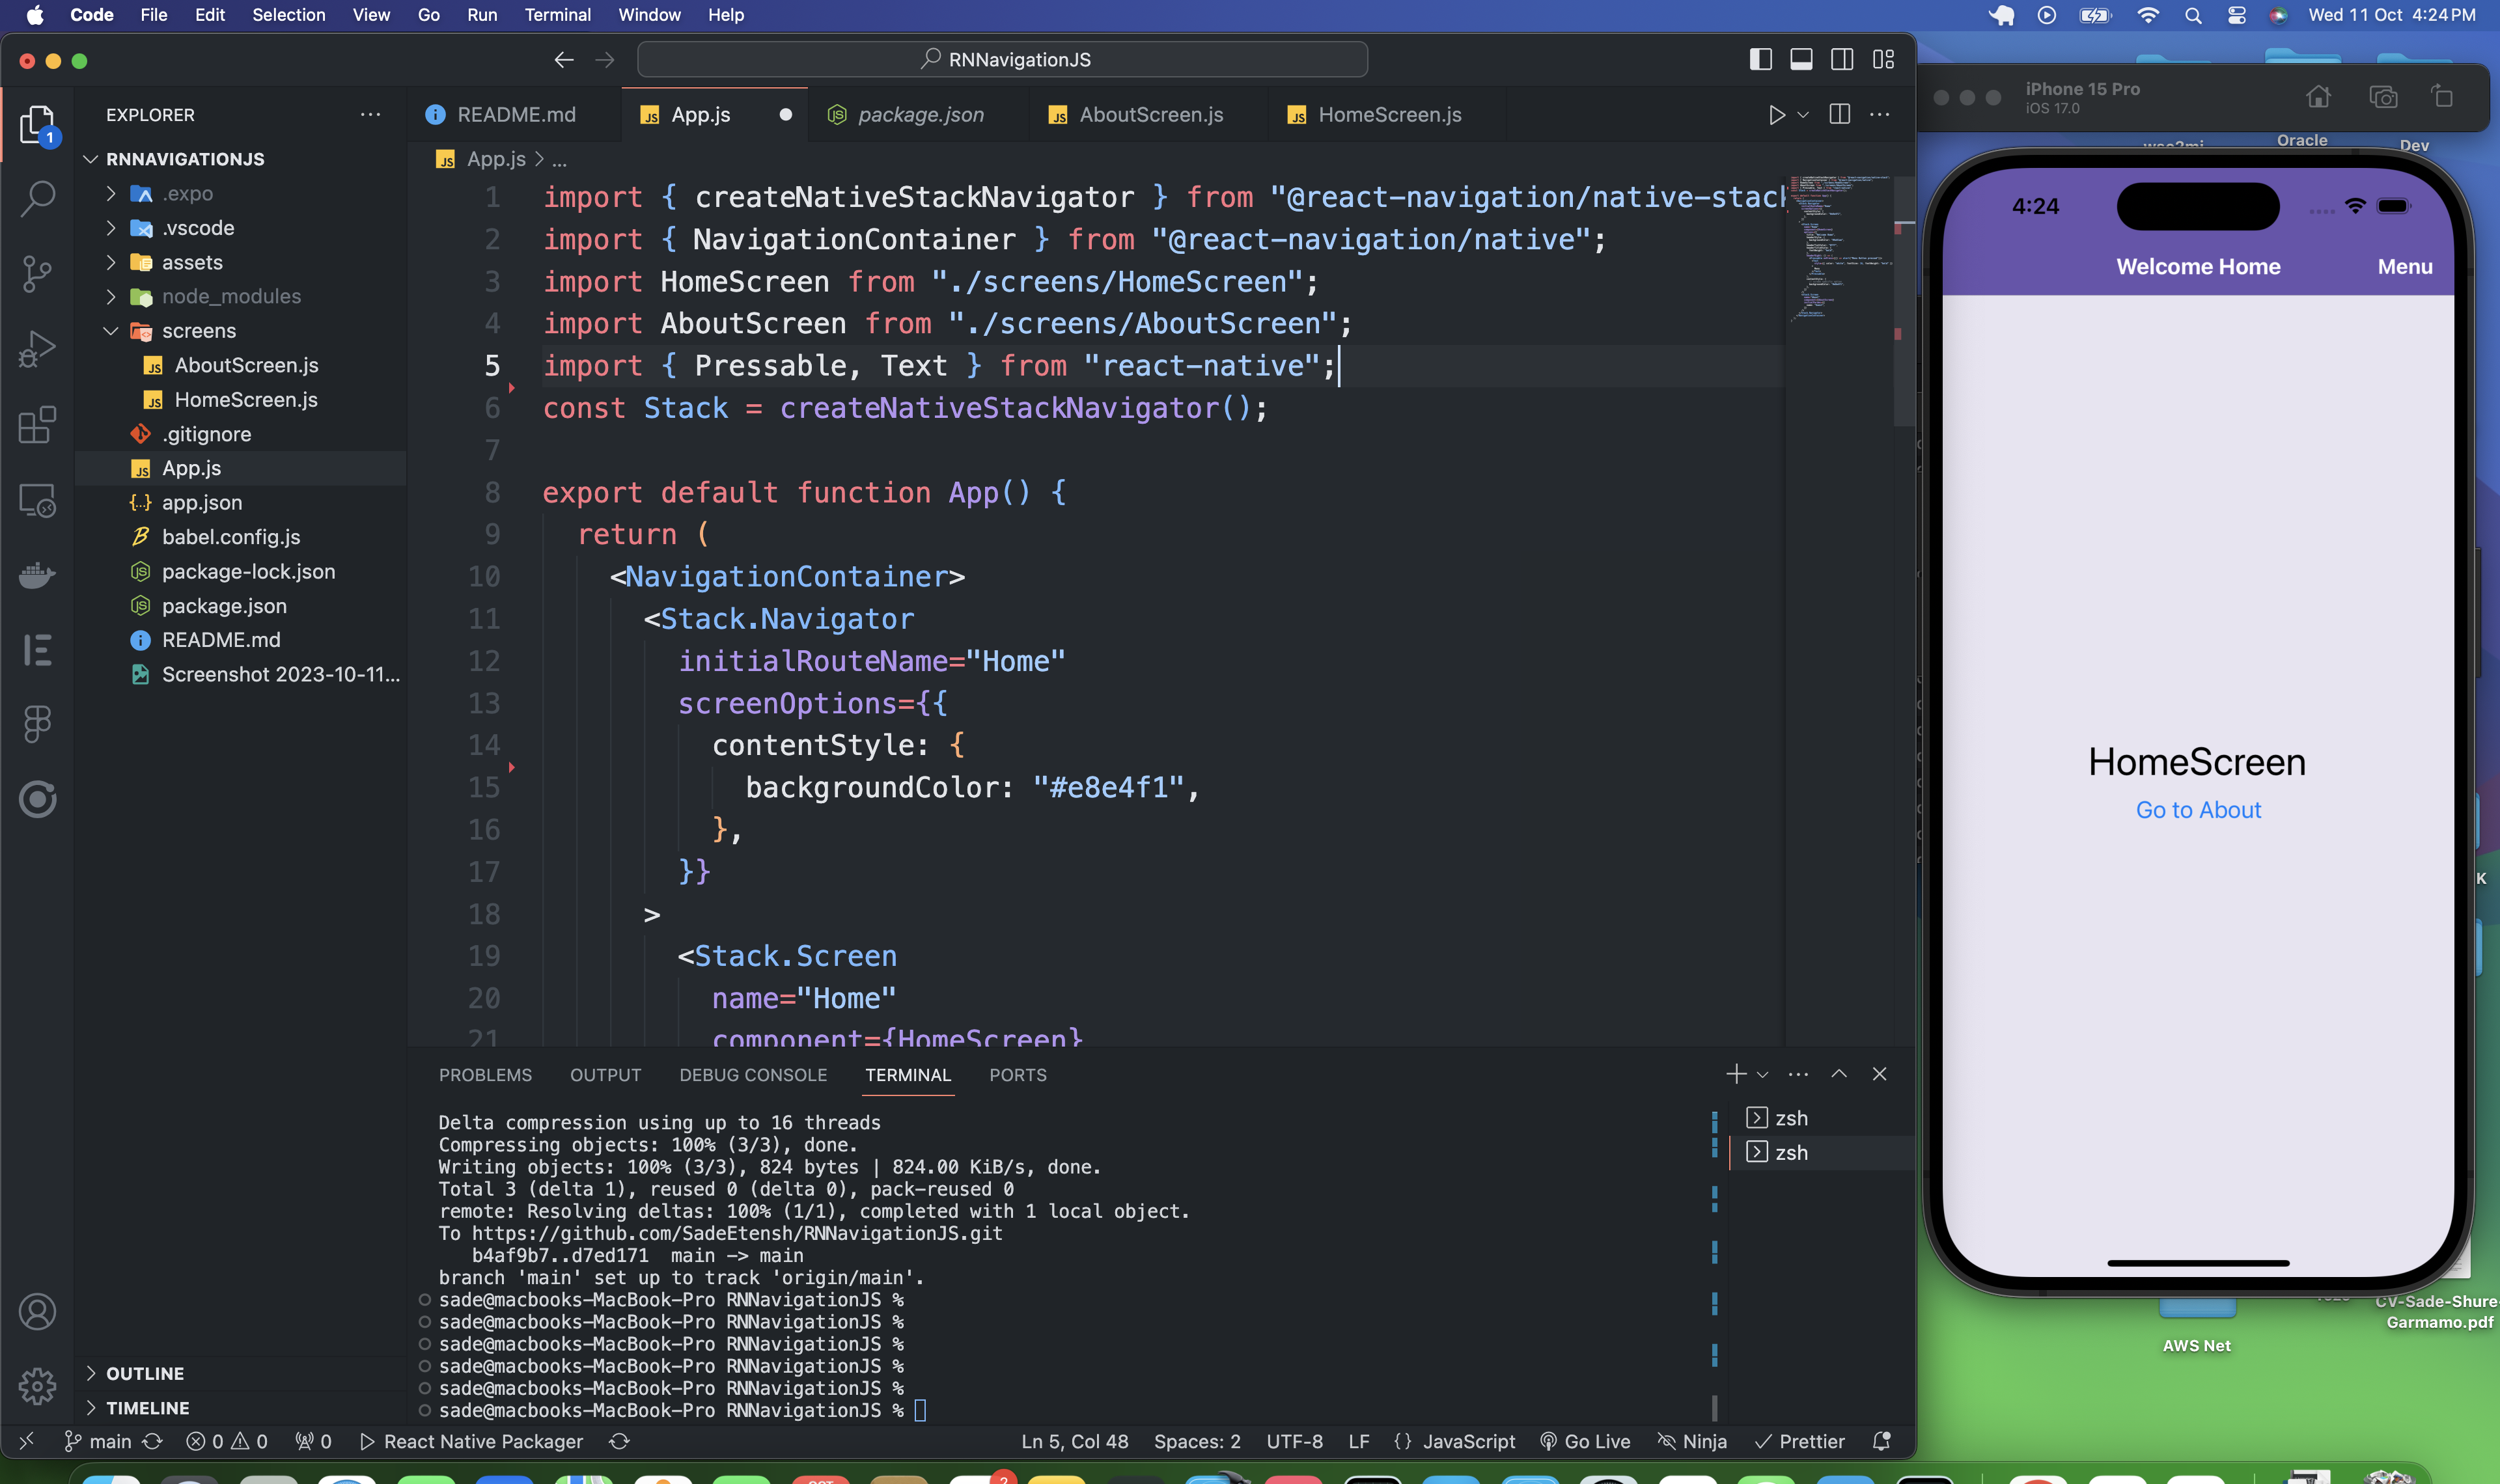 Code File Edit Selection View Go Run Terminal Window Help
Wed 11 Oct 4:24 PM
RNNavigationJS
EXPLORER
RNNAVIGATIONJS
.expo
.vscode
assets
node_modules
screens
AboutScreen.js
HomeScreen.js
.gitignore
App.js
app.json
babel.config.js
package-lock.json
package.json
README.md
Screenshot 2023-10-11...
OUTLINE
TIMELINE
README.md App.js package.json AboutScreen.js HomeScreen.js
App.js > ...
1 import { createNativeStackNavigator } from "@react-navigation/native-stack
2 import { NavigationContainer } from "@react-navigation/native";
3 import HomeScreen from "./screens/HomeScreen";
4 import AboutScreen from "./screens/AboutScreen";
5 import { Pressable, Text } from "react-native";
6 const Stack = createNativeStackNavigator();
7
8 export default function App() {
9 return (
10 <NavigationContainer>
11 <Stack.Navigator
12 initialRouteName="Home"
13 screenOptions={{
14 contentStyle: {
15 backgroundColor: "#e8e4f1",
16 },
17 }}
18 >
19 <Stack.Screen
20 name="Home"
21 component={HomeScreen}
PROBLEMS OUTPUT DEBUG CONSOLE TERMINAL PORTS
Delta compression using up to 16 threads
Compressing objects: 100% (3/3), done.
Writing objects: 100% (3/3), 824 bytes | 824.00 KiB/s, done.
Total 3 (delta 1), reused 0 (delta 0), pack-reused 0
remote: Resolving deltas: 100% (1/1), completed with 1 local object.
To https://github.com/SadeEtensh/RNNavigationJS.git
b4af9b7..d7ed171 main -> main
branch 'main' set up to track 'origin/main'.
sade@macbooks-MacBook-Pro RNNavigationJS %
sade@macbooks-MacBook-Pro RNNavigationJS %
sade@macbooks-MacBook-Pro RNNavigationJS %
sade@macbooks-MacBook-Pro RNNavigationJS %
sade@macbooks-MacBook-Pro RNNavigationJS %
sade@macbooks-MacBook-Pro RNNavigationJS %
zsh
zsh
main 0 0 0 React Native Packager
Ln 5, Col 48 Spaces: 2 UTF-8 LF {} JavaScript Go Live Ninja Prettier
iPhone 15 Pro
iOS 17.0
Oracle
Dev
4:24
Welcome Home Menu
HomeScreen
Go to About
K
CV-Sade-Shure-
Garmamo.pdf
AWS Net
1
2